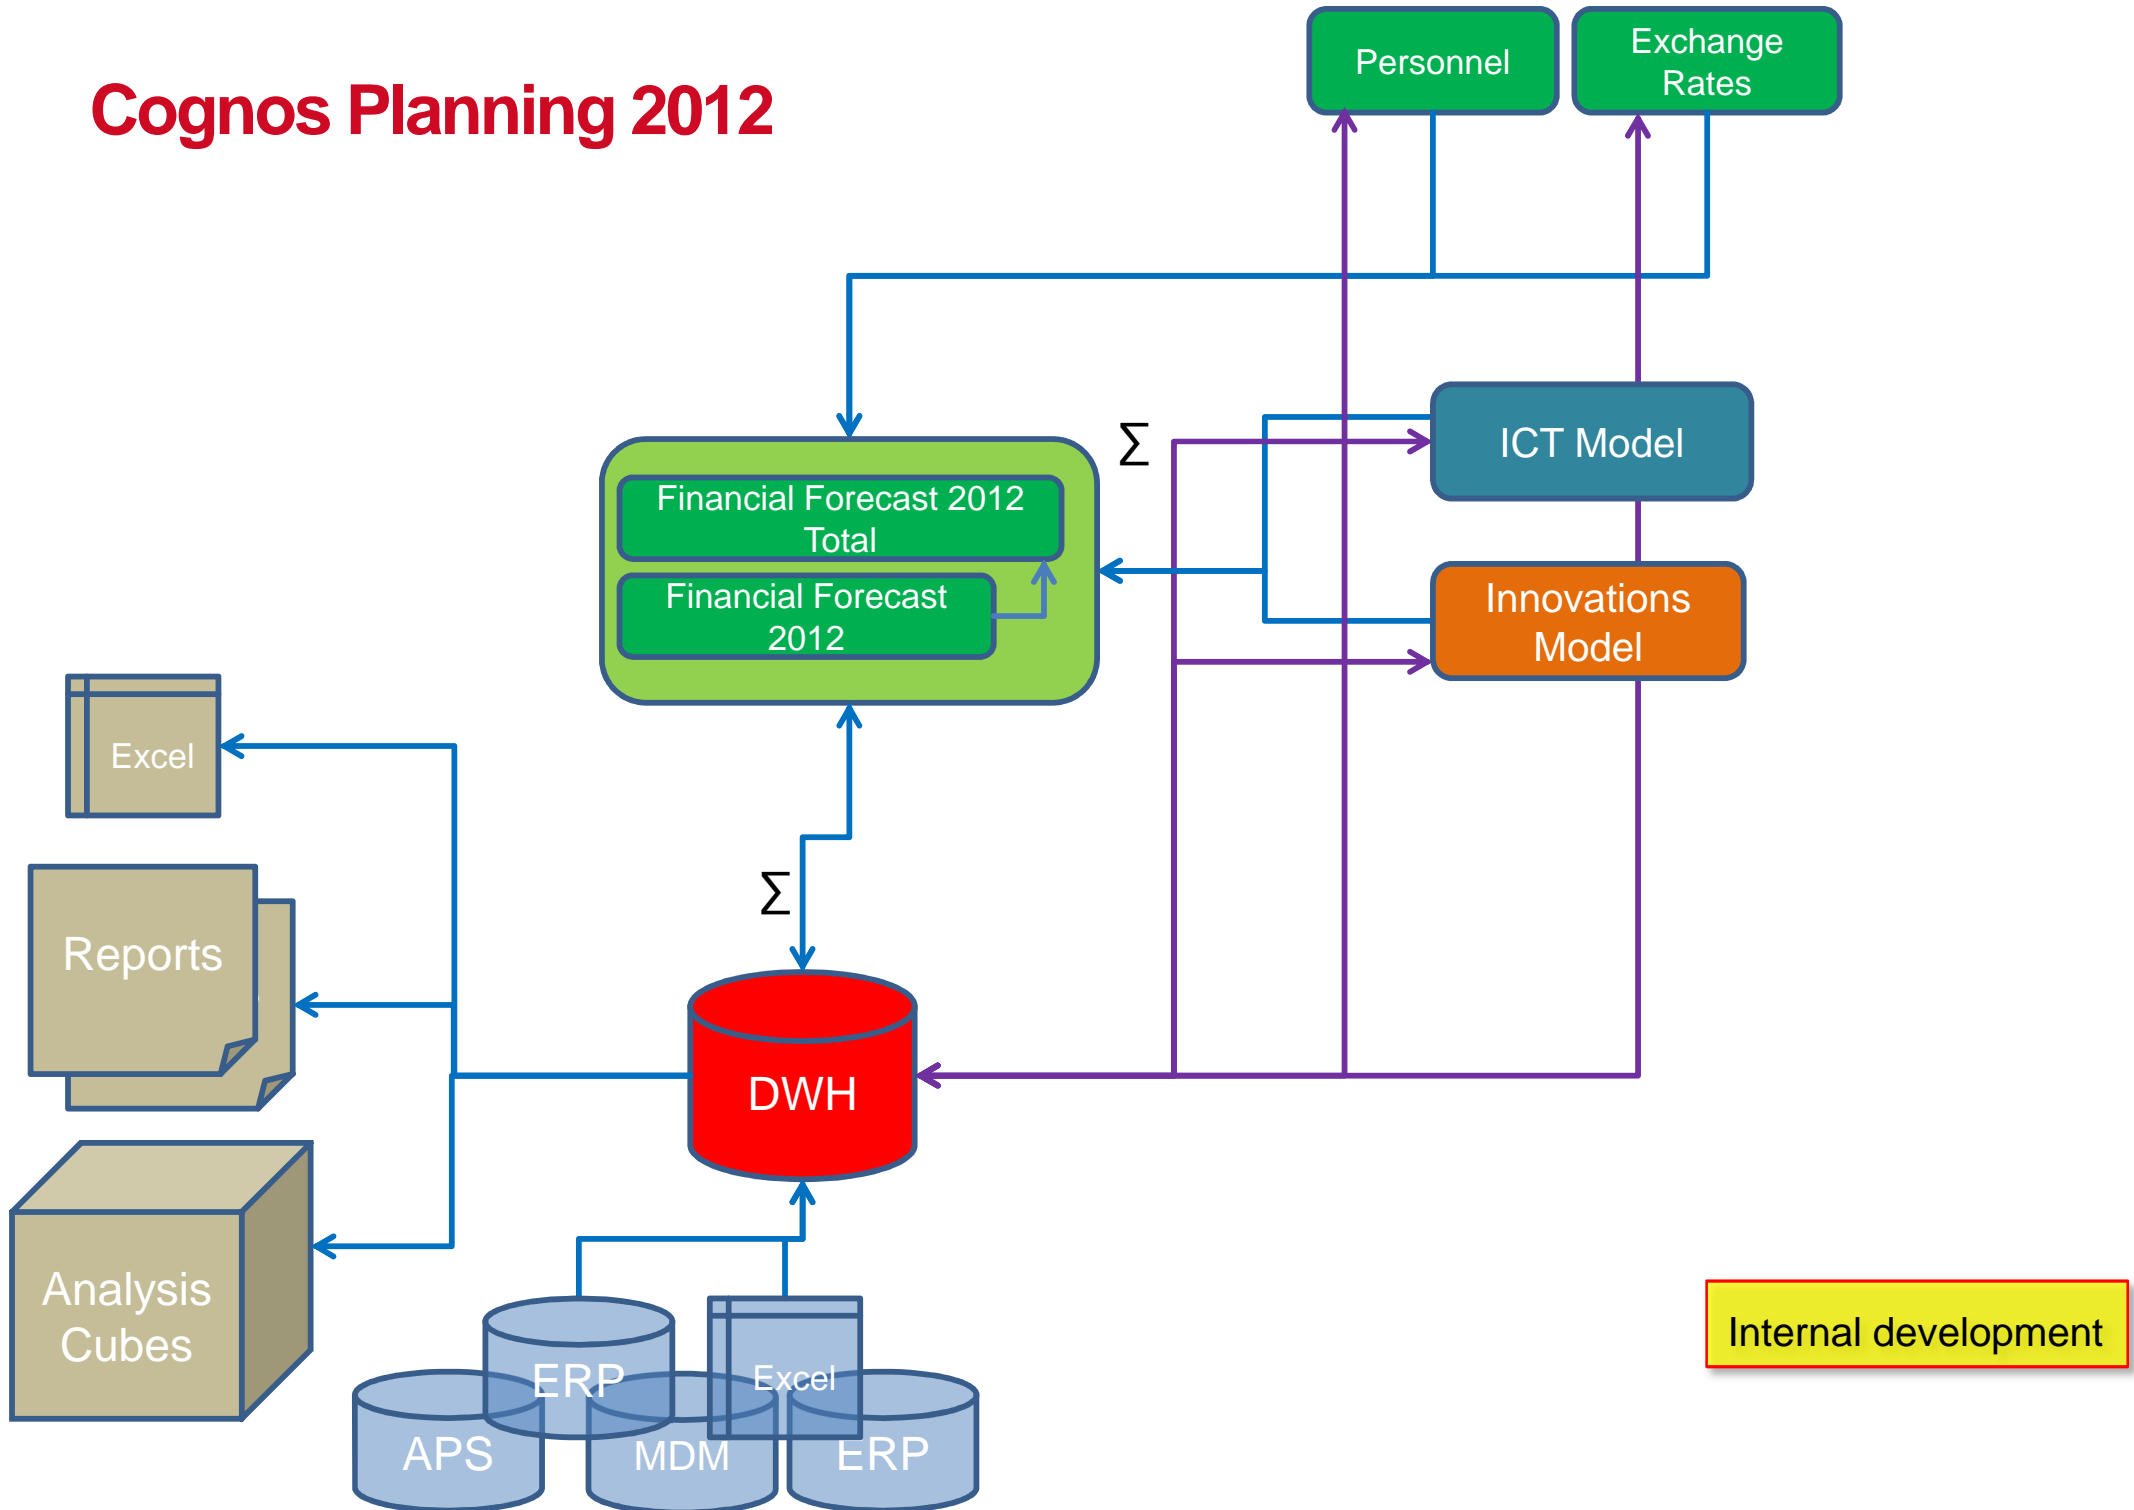 Cognos Planning 2012
Personnel
Exchange
Rates
∑
ICT Model
Financial Forecast 2012
Total
Financial Forecast
2012
Innovations
Model
Excel
∑
Reports
DWH
Analysis
Cubes
Internal development
ERP
Excel
APS
MDM
ERP